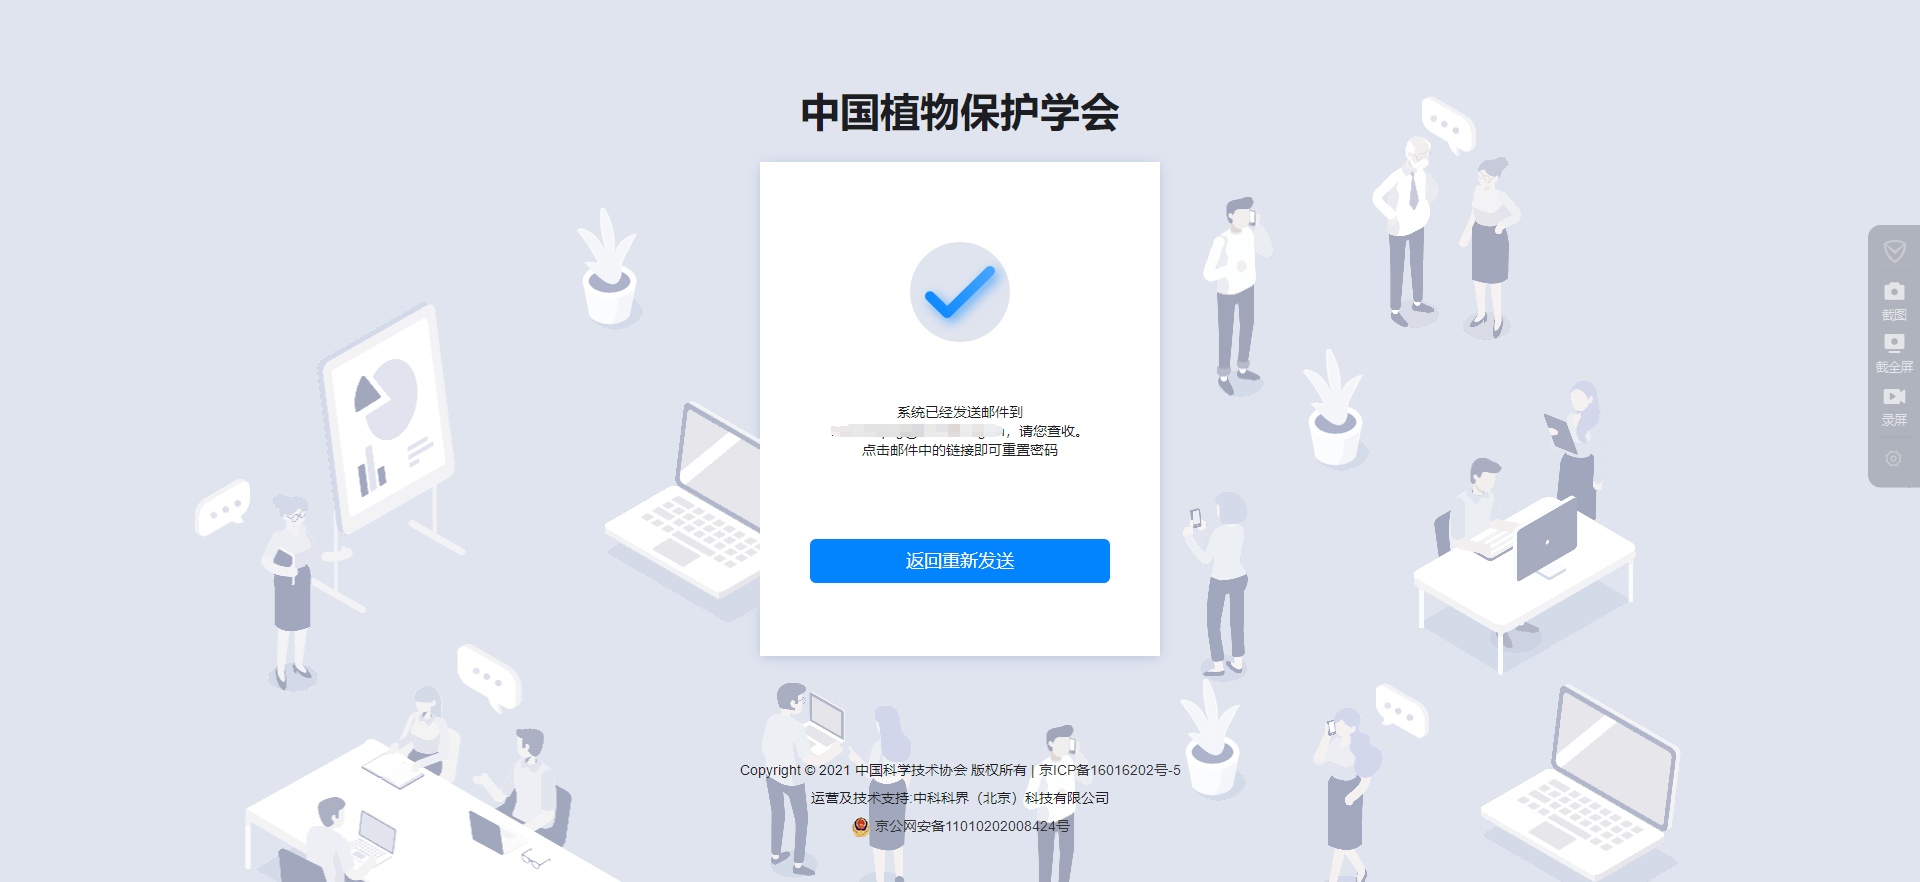 中国植物保护学会
系统已经发送邮件到
，请您查收。
点击邮件中的链接即可重置密码
返回重新发送
Copyright © 2021 中国科学技术协会 版权所有 | 京ICP备16016202号-5
运营及技术支持:中科科界（北京）科技有限公司
京公网安备11010202008424号
截图
截全屏
录屏